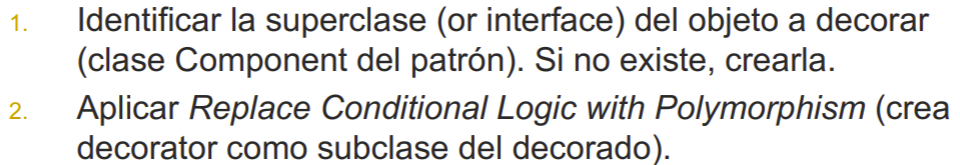 1. Identificar la superclase (or interface) del objeto a decorar
(clase Component del patrón). Si no existe, crearla.
2. Aplicar Replace Conditional Logic with Polymorphism (crea
decorator como subclase del decorado).